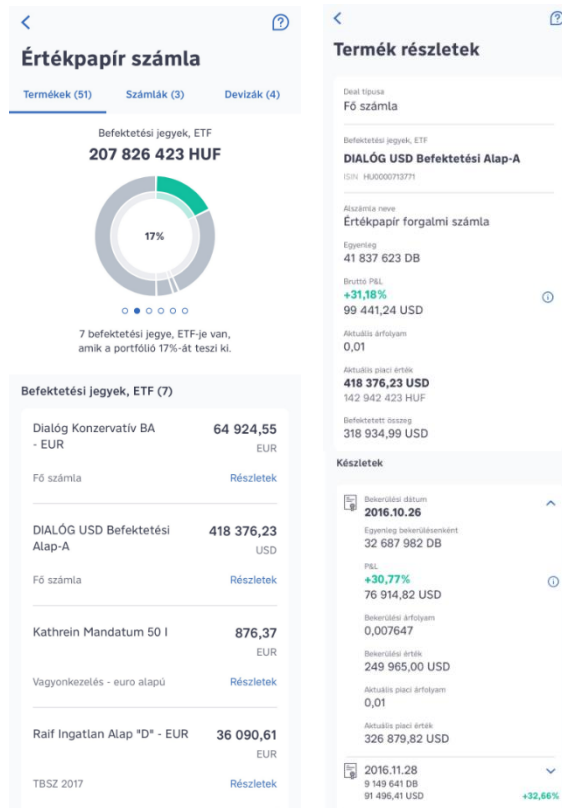 Értékpapír számla
Termékek (51) Számlák (3) Devizák (4)
Befektetési jegyek, ETF
207 826 423 HUF
17%
7 befektetési jegye, ETF-je van,
amik a portfólió 17%-át teszi ki.
Befektetési jegyek, ETF (7)
Dialóg Konzervatív BA 64 924,55
- EUR EUR
Fő számla Részletek
DIALÓG USD Befektetési 418 376,23
Alap-A USD
Fő számla Részletek
Kathrein Mandatum 50 I 876,37
EUR
Vagyonkezelés - euro alapú Részletek
Raif Ingatlan Alap "D" - EUR 36 090,61
EUR
TBSZ 2017 Részletek
Termék részletek
Deal típusa
Fő számla
Befektetési jegyek, ETF
DIALÓG USD Befektetési Alap-A
ISIN HU0000713771
Alszámla neve
Értékpapír forgalmi számla
Egyenleg
41 837 623 DB
Bruttó P&L
+31,18%
99 441,24 USD
Aktuális árfolyam
0,01
Aktuális piaci érték
418 376,23 USD
142 942 423 HUF
Befektetett összeg
318 934,99 USD
Készletek
Bekerülési dátum
2016.10.26
Egyenleg bekerülésenként
32 687 982 DB
P&L
+30,77%
76 914,82 USD
Bekerülési árfolyam
0,007647
Bekerülési érték
249 965,00 USD
Aktuális piaci árfolyam
0,01
Aktuális piaci érték
326 879,82 USD
2016.11.28
9 149 641 DB
91 496,41 USD +32,66%